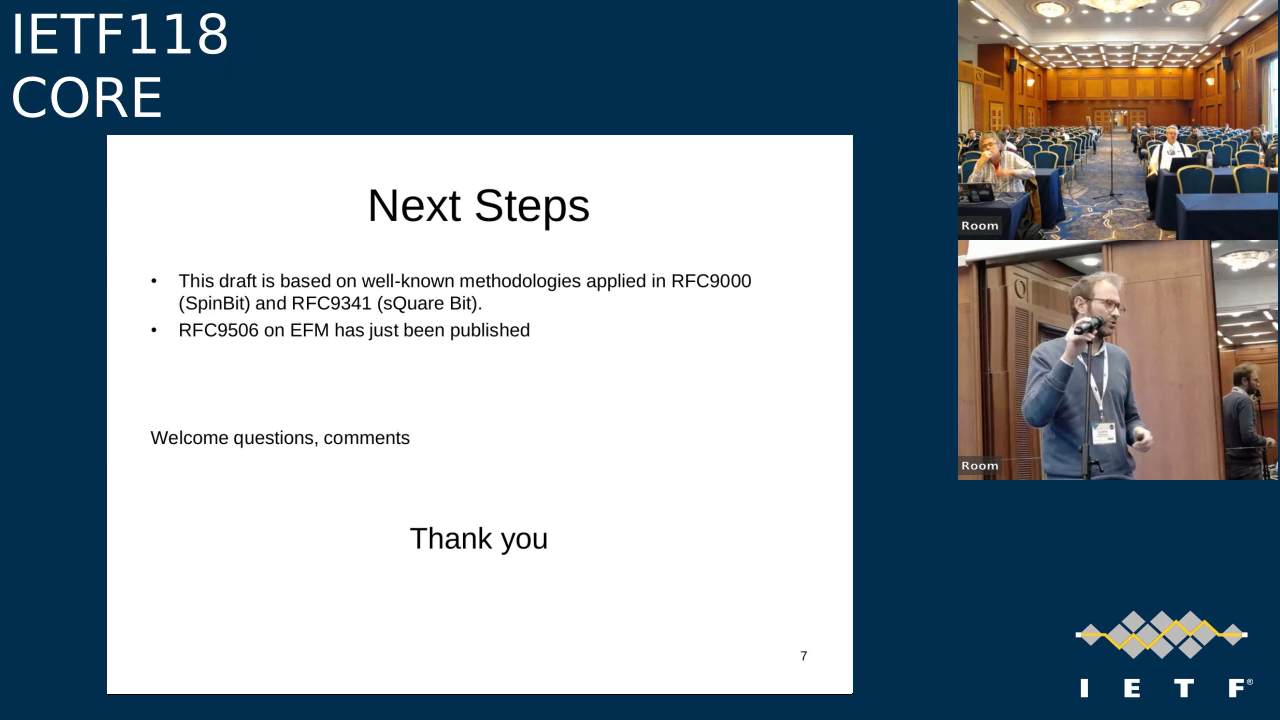 IETF118
CORE
Next Steps
• This draft is based on well-known methodologies applied in RFC9000
(SpinBit) and RFC9341 (sQuare Bit).
• RFC9506 on EFM has just been published
Welcome questions, comments
Thank you
7
Room
Room
I E T F®